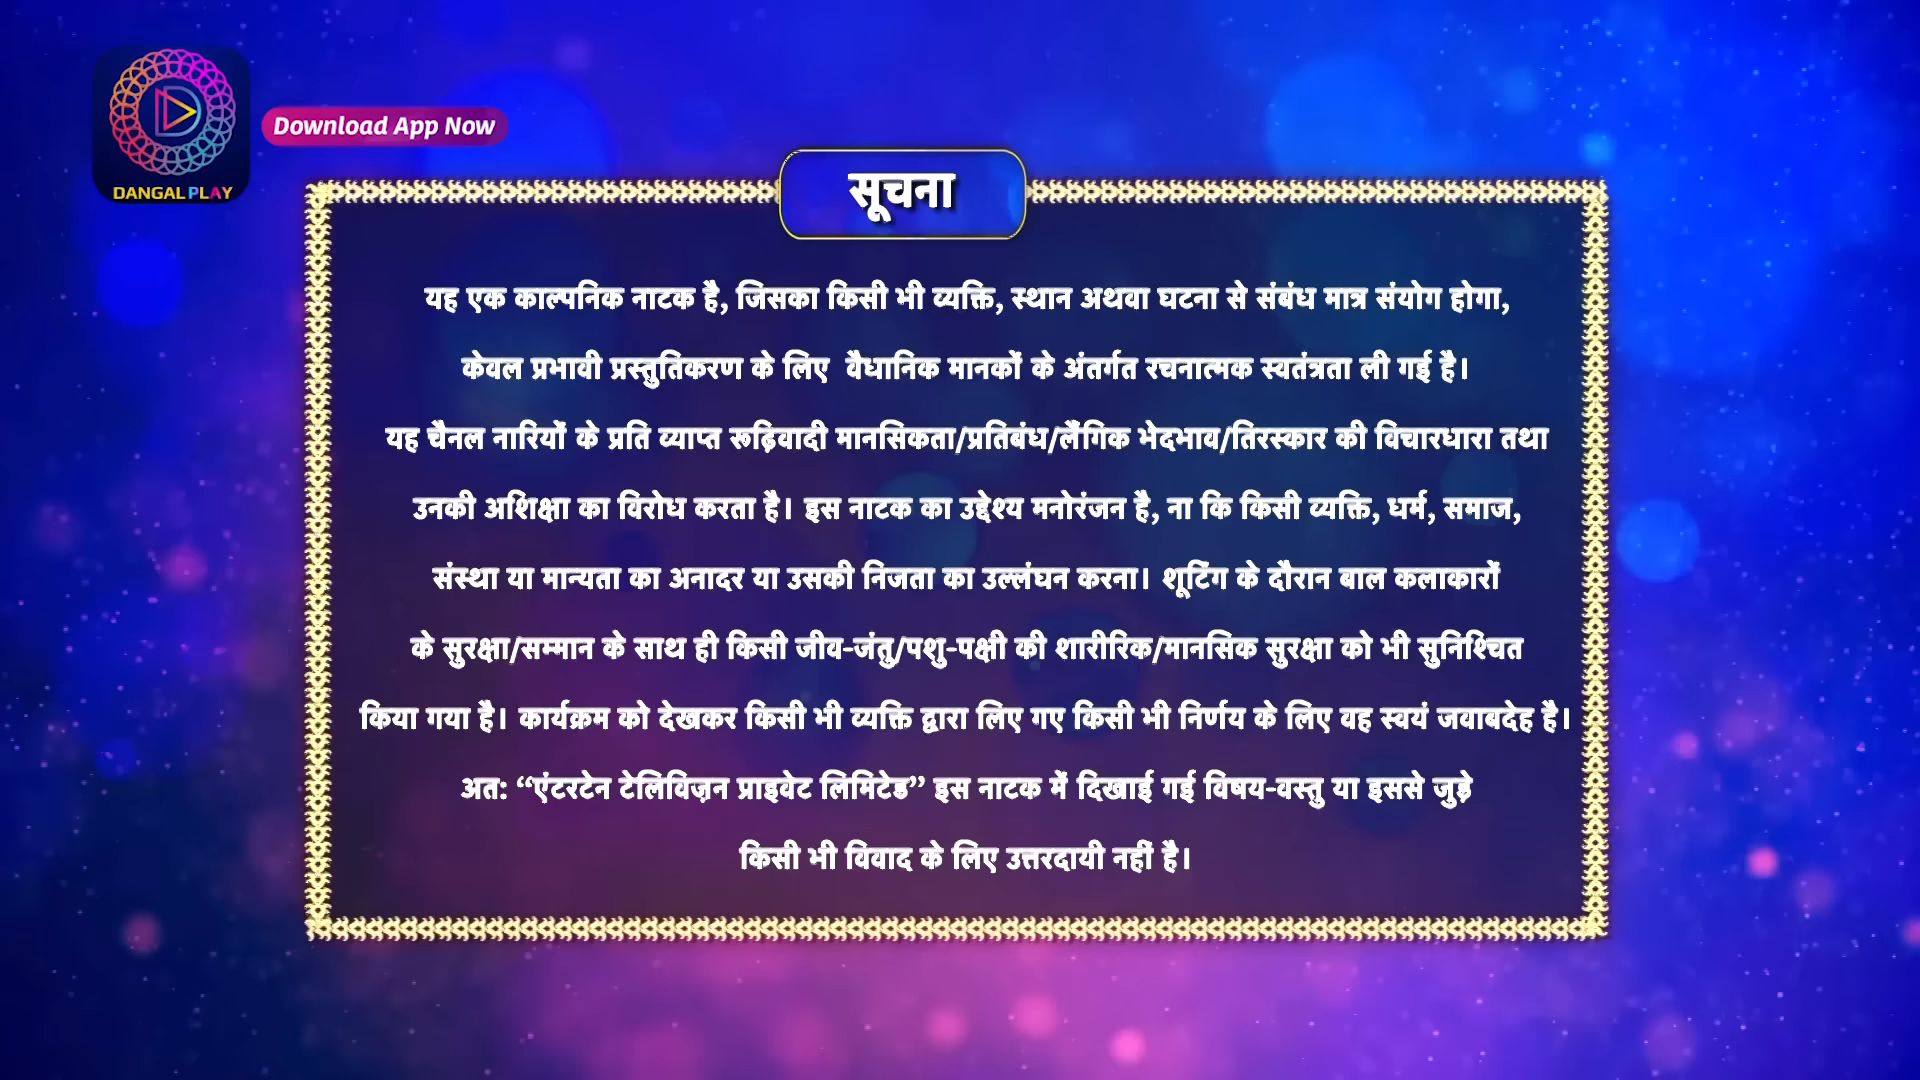 DANGAL PLAY
Download App Now
सूचना
यह एक काल्पनिक नाटक है, जिसका किसी भी व्यक्ति, स्थान अथवा घटना से संबंध मात्र संयोग होगा,
केवल प्रभावी प्रस्तुतिकरण के लिए वैधानिक मानकों के अंतर्गत रचनात्मक स्वतंत्रता ली गई है।
यह चैनल नारियों के प्रति व्याप्त रूढ़िवादी मानसिकता/प्रतिबंध/लैंगिक भेदभाव/तिरस्कार की विचारधारा तथा
उनकी अशिक्षा का विरोध करता है। इस नाटक का उद्देश्य मनोरंजन है, ना कि किसी व्यक्ति, धर्म, समाज,
संस्था या मान्यता का अनादर या उसकी निजता का उल्लंघन करना। शूटिंग के दौरान बाल कलाकारों
के सुरक्षा/सम्मान के साथ ही किसी जीव-जंतु/पशु-पक्षी की शारीरिक/मानसिक सुरक्षा को भी सुनिश्चित
किया गया है। कार्यक्रम को देखकर किसी भी व्यक्ति द्वारा लिए गए किसी भी निर्णय के लिए वह स्वयं जवाबदेह है।
अत: “एंटरटेन टेलिविज़न प्राइवेट लिमिटेड” इस नाटक में दिखाई गई विषय-वस्तु या इससे जुड़े
किसी भी विवाद के लिए उत्तरदायी नहीं है।